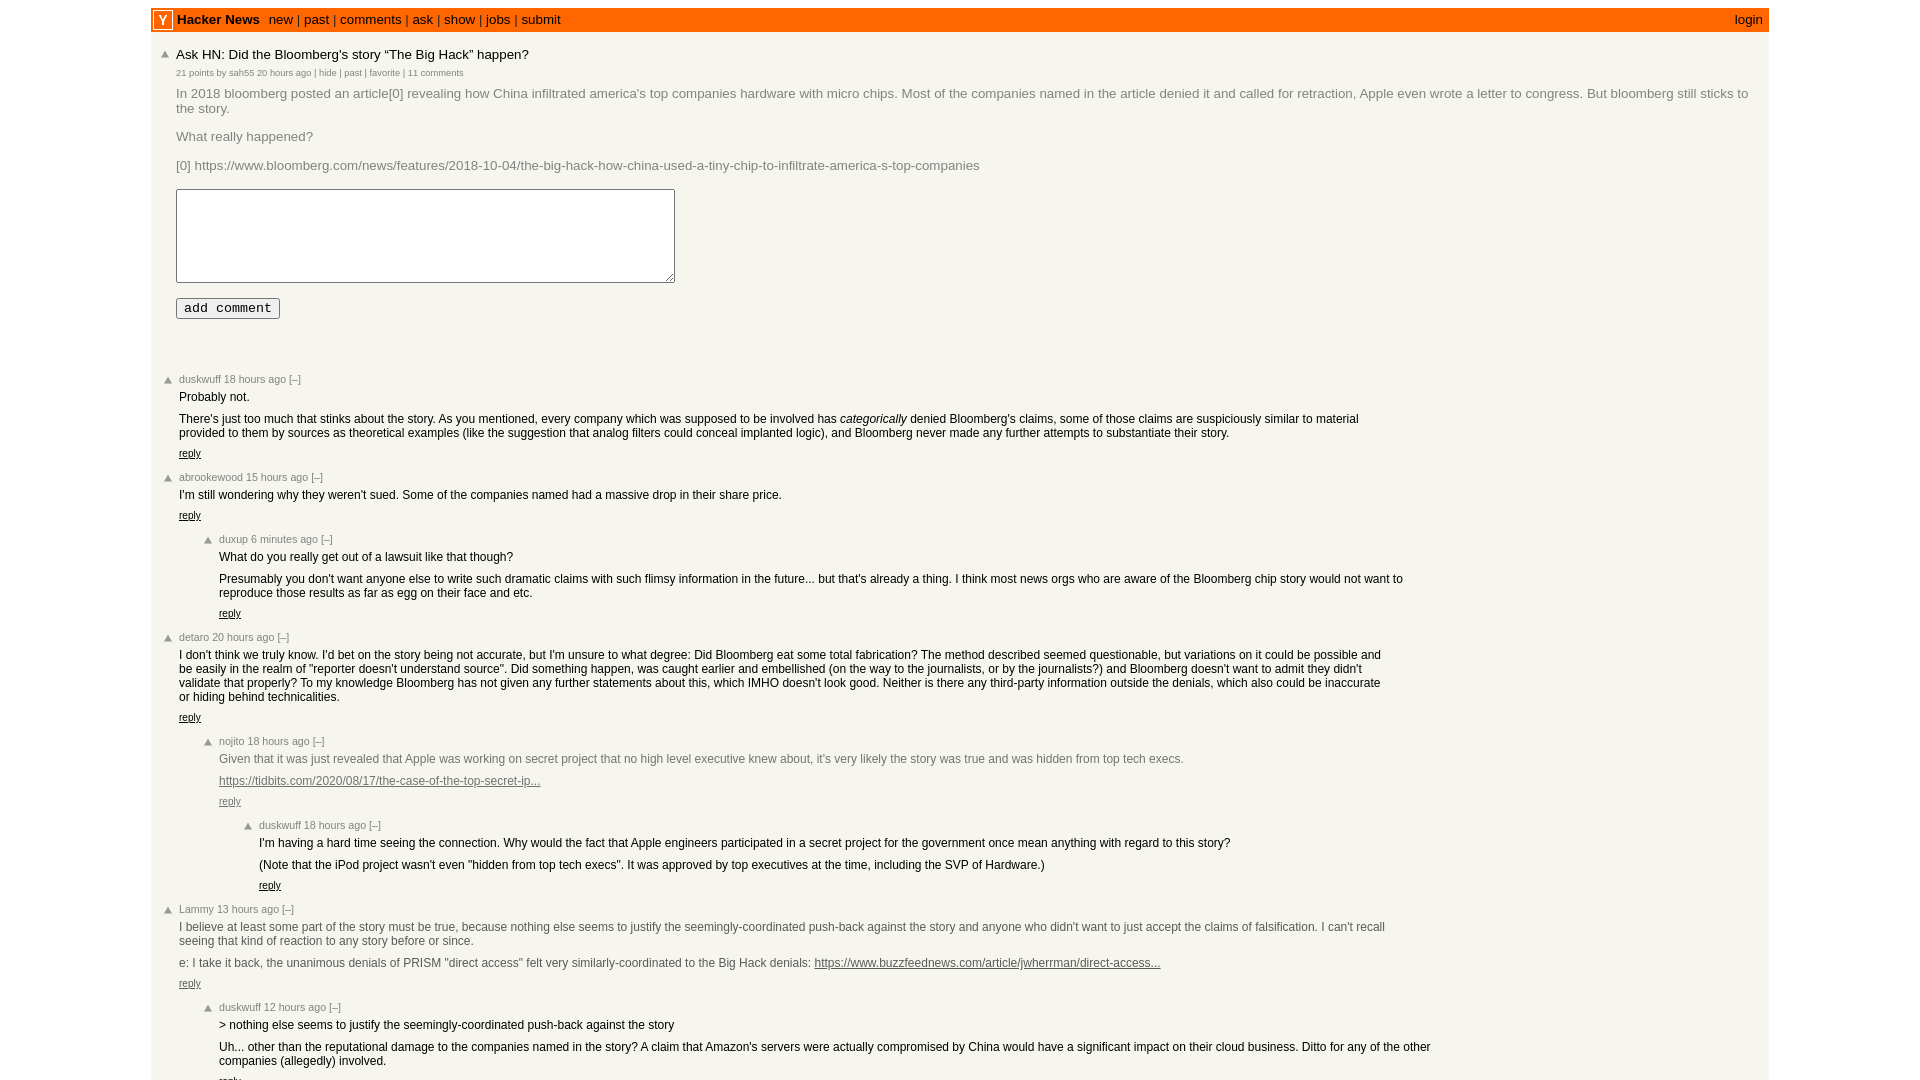 Y Hacker News new | past | comments | ask | show | jobs | submit login
Ask HN: Did the Bloomberg's story “The Big Hack” happen?
21 points by sah55 20 hours ago | hide | past | favorite | 11 comments
In 2018 bloomberg posted an article[0] revealing how China infiltrated america's top companies hardware with micro chips. Most of the companies named in the article denied it and called for retraction, Apple even wrote a letter to congress. But bloomberg still sticks to
the story.
What really happened?
[0] https://www.bloomberg.com/news/features/2018-10-04/the-big-hack-how-china-used-a-tiny-chip-to-infiltrate-america-s-top-companies
add comment
duskwuff 18 hours ago [–]
Probably not.
There's just too much that stinks about the story. As you mentioned, every company which was supposed to be involved has categorically denied Bloomberg's claims, some of those claims are suspiciously similar to material
provided to them by sources as theoretical examples (like the suggestion that analog filters could conceal implanted logic), and Bloomberg never made any further attempts to substantiate their story.
reply
abrookewood 15 hours ago [–]
I'm still wondering why they weren't sued. Some of the companies named had a massive drop in their share price.
reply
duxup 6 minutes ago [–]
What do you really get out of a lawsuit like that though?
Presumably you don't want anyone else to write such dramatic claims with such flimsy information in the future... but that's already a thing. I think most news orgs who are aware of the Bloomberg chip story would not want to
reproduce those results as far as egg on their face and etc.
reply
detaro 20 hours ago [–]
I don't think we truly know. I'd bet on the story being not accurate, but I'm unsure to what degree: Did Bloomberg eat some total fabrication? The method described seemed questionable, but variations on it could be possible and
be easily in the realm of "reporter doesn't understand source". Did something happen, was caught earlier and embellished (on the way to the journalists, or by the journalists?) and Bloomberg doesn't want to admit they didn't
validate that properly? To my knowledge Bloomberg has not given any further statements about this, which IMHO doesn't look good. Neither is there any third-party information outside the denials, which also could be inaccurate
or hiding behind technicalities.
reply
nojito 18 hours ago [–]
Given that it was just revealed that Apple was working on secret project that no high level executive knew about, it's very likely the story was true and was hidden from top tech execs.
https://tidbits.com/2020/08/17/the-case-of-the-top-secret-ip...
reply
duskwuff 18 hours ago [–]
I'm having a hard time seeing the connection. Why would the fact that Apple engineers participated in a secret project for the government once mean anything with regard to this story?
(Note that the iPod project wasn't even "hidden from top tech execs". It was approved by top executives at the time, including the SVP of Hardware.)
reply
Lammy 13 hours ago [–]
I believe at least some part of the story must be true, because nothing else seems to justify the seemingly-coordinated push-back against the story and anyone who didn't want to just accept the claims of falsification. I can't recall
seeing that kind of reaction to any story before or since.
e: I take it back, the unanimous denials of PRISM "direct access" felt very similarly-coordinated to the Big Hack denials: https://www.buzzfeednews.com/article/jwherrman/direct-access...
reply
duskwuff 12 hours ago [–]
> nothing else seems to justify the seemingly-coordinated push-back against the story
Uh... other than the reputational damage to the companies named in the story? A claim that Amazon's servers were actually compromised by China would have a significant impact on their cloud business. Ditto for any of the other
companies (allegedly) involved.